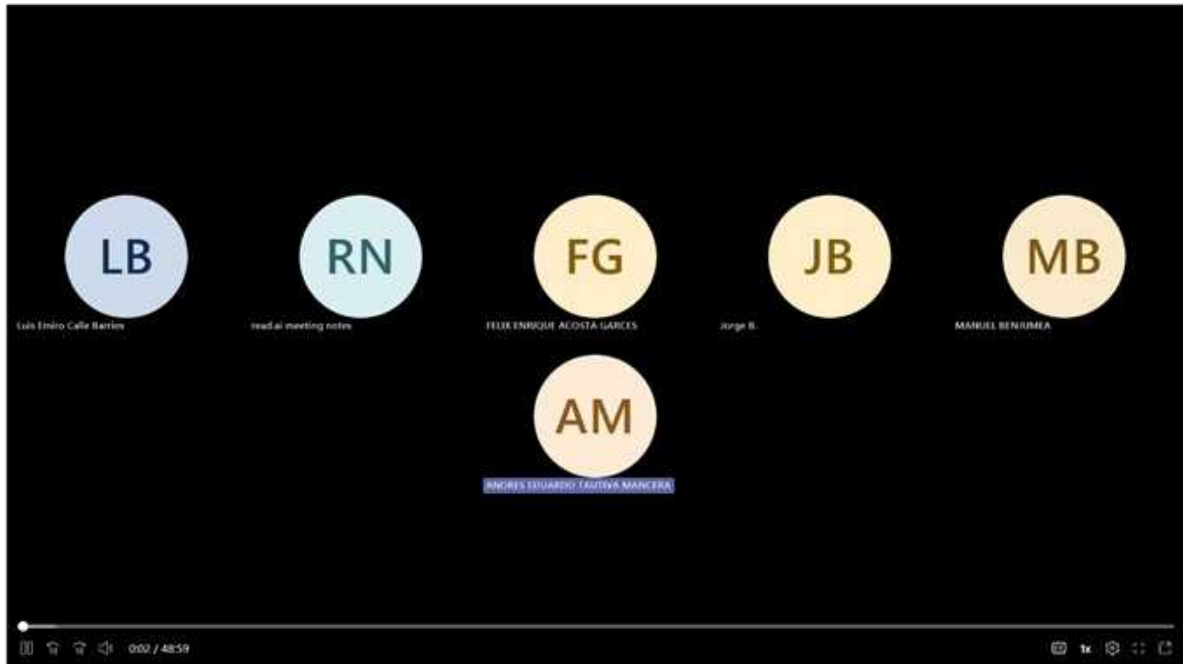 LB
RN
FG
JB
MB
Luis Emiro Calle Barrios
read.ai meeting notes
FELIX ENRIQUE ACOSTA GARCES
Jorge B.
MANUEL BENJUMEA
AM
ANDRES EDUARDO TAUTIVA MANCERA
0:02 / 48:59
1x